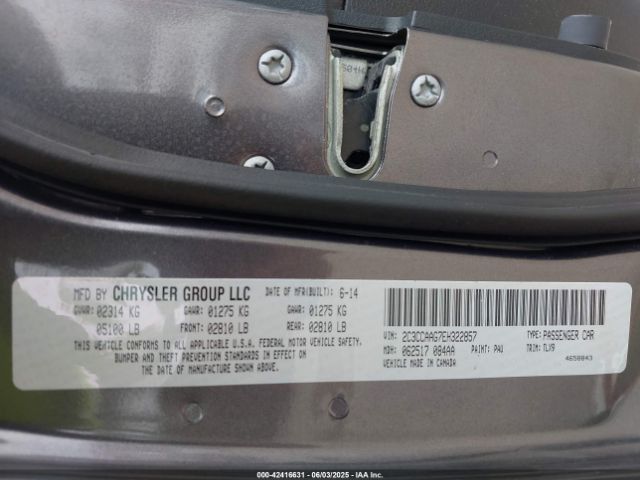 MFD BY CHRYSLER GROUP LLC DATE OF MFR(BUILT): 6-14
GVWR: 02314 KG GAWR: 01275 KG GAWR: 01275 KG
05100 LB FRONT: 02810 LB REAR: 02810 LB
THIS VEHICLE CONFORMS TO ALL APPLICABLE U.S.A. FEDERAL MOTOR VEHICLE SAFETY,
BUMPER AND THEFT PREVENTION STANDARDS IN EFFECT ON
THE DATE OF MANUFACTURE SHOWN ABOVE.
VIN: 2C3CCAAG7EH322857 TYPE: PASSENGER CAR
MDH: 062517 084AA PAINT: PAU TRIM: TLX9
VEHICLE MADE IN CANADA 4658043
000-42416631 - 06/03/2025 - IAA Inc.